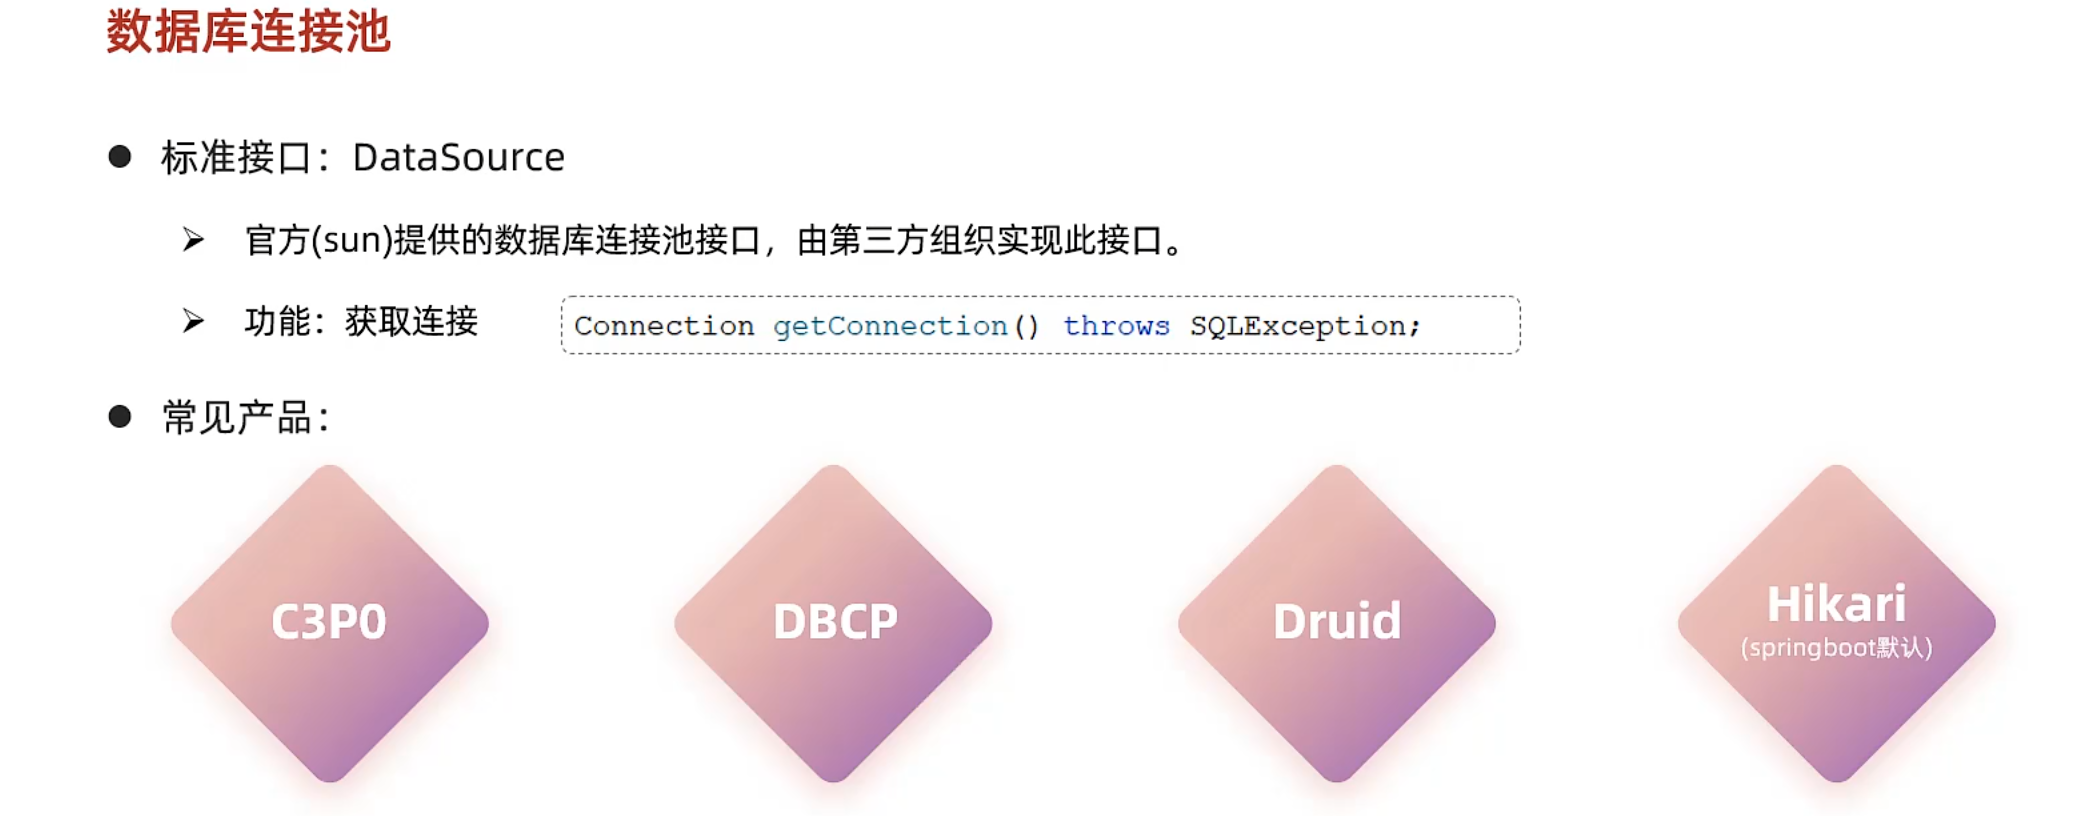 数据库连接池
标准接口：DataSource
官方(sun)提供的数据库连接池接口，由第三方组织实现此接口。
功能：获取连接
Connection getConnection() throws SQLException;
常见产品：
C3P0
DBCP
Druid
Hikari
(springboot默认)